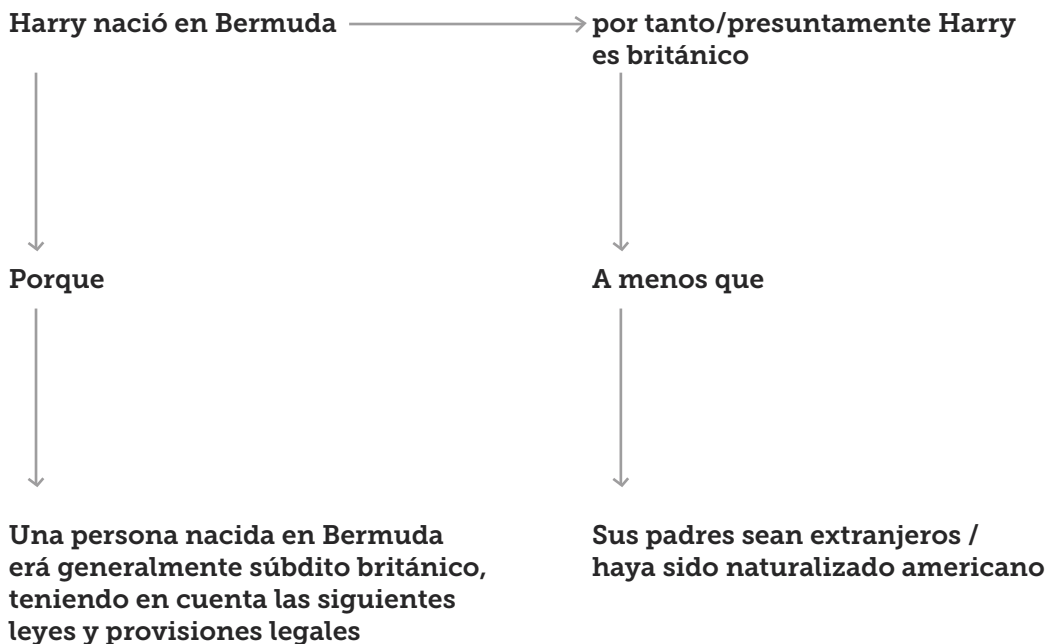 Harry nació en Bermuda
por tanto/presuntamente Harry
es británico
Porque
A menos que
Una persona nacida en Bermuda
erá generalmente súbdito británico,
teniendo en cuenta las siguientes
leyes y provisiones legales
Sus padres sean extranjeros /
haya sido naturalizado americano